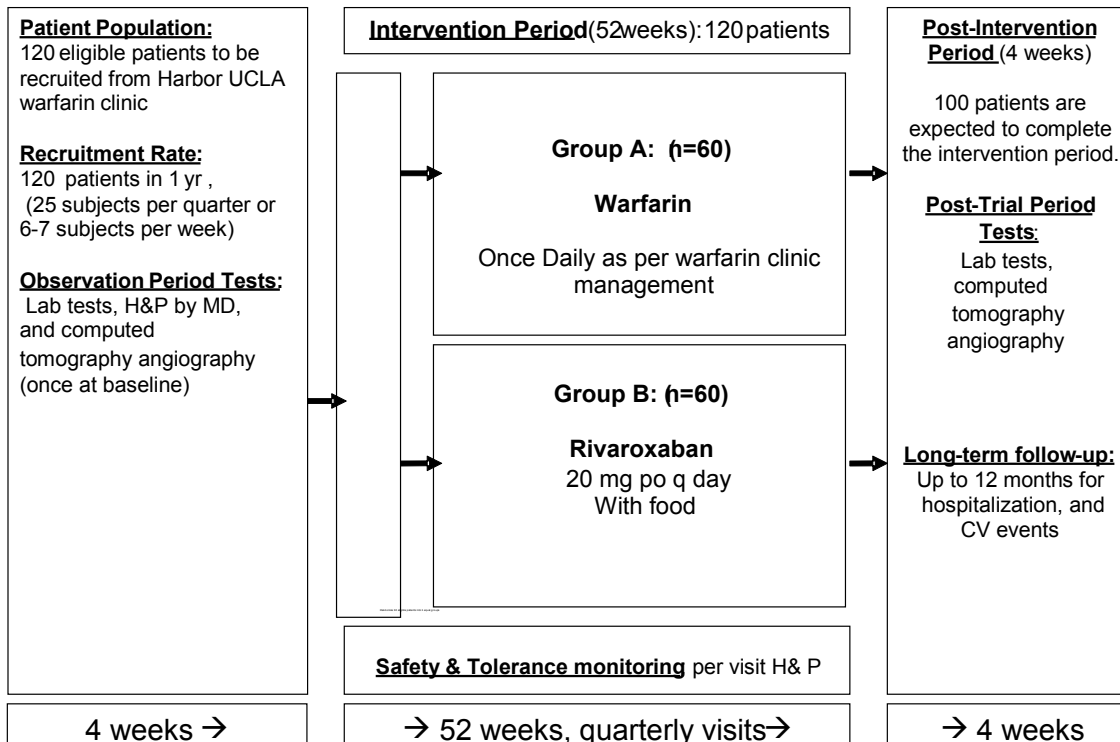 Patient Population:
120 eligible patients to be
recruited from Harbor UCLA
warfarin clinic
Recruitment Rate:
120 patients in 1 yr ,
(25 subjects per quarter or
6-7 subjects per week)
Observation Period Tests:
Lab tests, H&P by MD,
and computed
tomography angiography
(once at baseline)
Intervention Period(52weeks): 120 patients
Group A: (n=60)
Warfarin
Once Daily as per warfarin clinic
management
Group B: (n=60)
Rivaroxaban
20 mg po q day
With food
Safety & Tolerance monitoring per visit H& P
Post-Intervention
Period (4 weeks)
100 patients are
expected to complete
the intervention period.
Post-Trial Period
Tests:
Lab tests,
computed
tomography
angiography
Long-term follow-up:
Up to 12 months for
hospitalization, and
CV events
4 weeks →
→ 52 weeks, quarterly visits→
→ 4 weeks